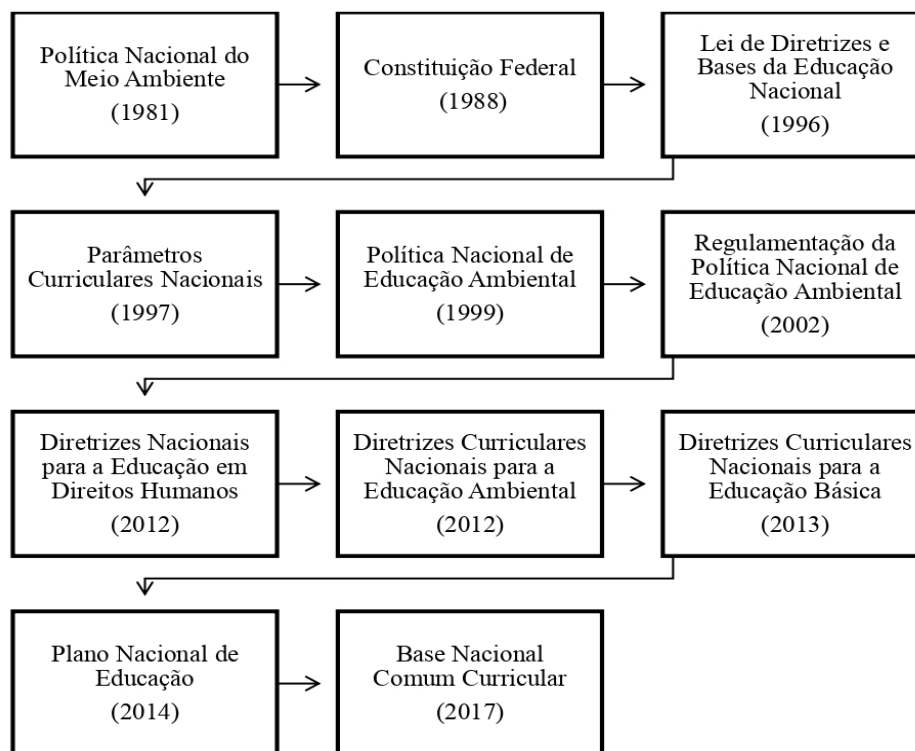 Política Nacional do
Meio Ambiente
(1981)
Constituição Federal
(1988)
Lei de Diretrizes e
Bases da Educação
Nacional
(1996)
Parâmetros
Curriculares Nacionais
(1997)
Política Nacional de
Educação Ambiental
(1999)
Regulamentação da
Política Nacional de
Educação Ambiental
(2002)
Diretrizes Nacionais
para a Educação em
Direitos Humanos
(2012)
Diretrizes Curriculares
Nacionais para a
Educação Ambiental
(2012)
Diretrizes Curriculares
Nacionais para a
Educação Básica
(2013)
Plano Nacional de
Educação
(2014)
Base Nacional
Comum Curricular
(2017)